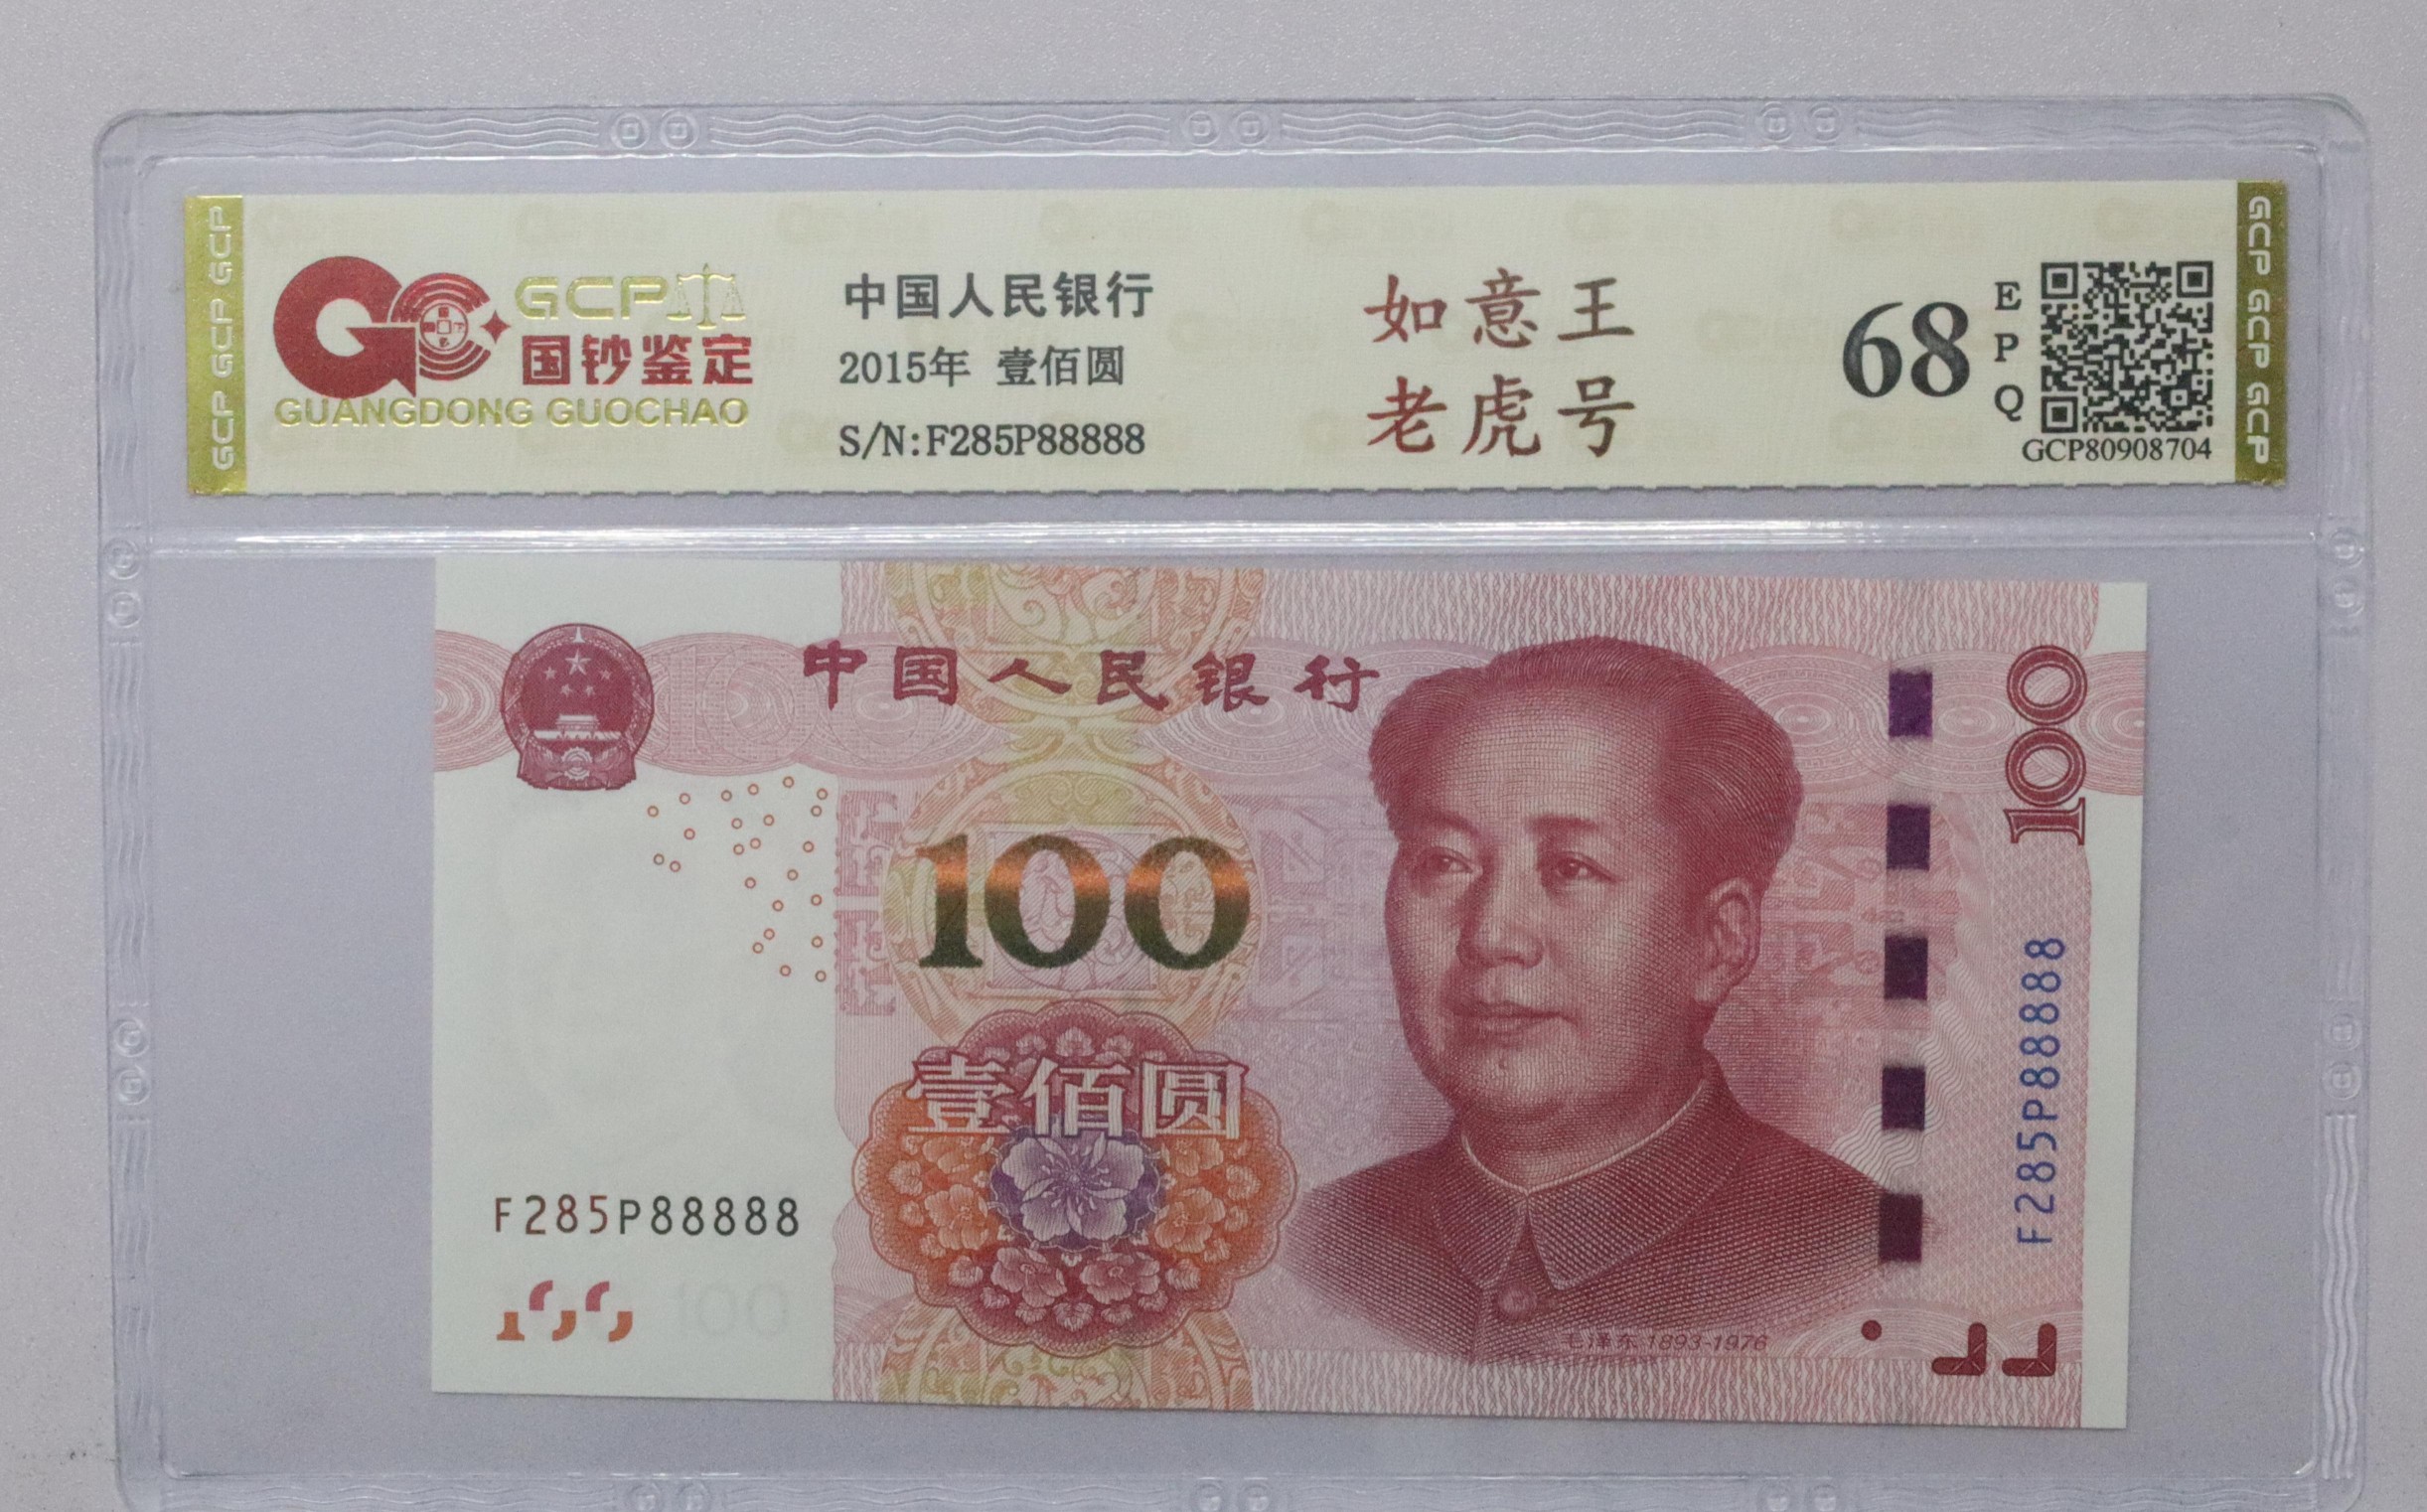 GCP GCP GCP
GCP
国钞鉴定
GUANGDONG GUOCHAO
中国人民银行
2015年 壹佰圆
S/N:F285P88888
如意王
老虎号
68
E
P
Q
GCP80908704
GCP GCP GCP
中国人民银行
100
100
壹佰圆
F285P88888
F285P88888
100
毛泽东 1893-1976